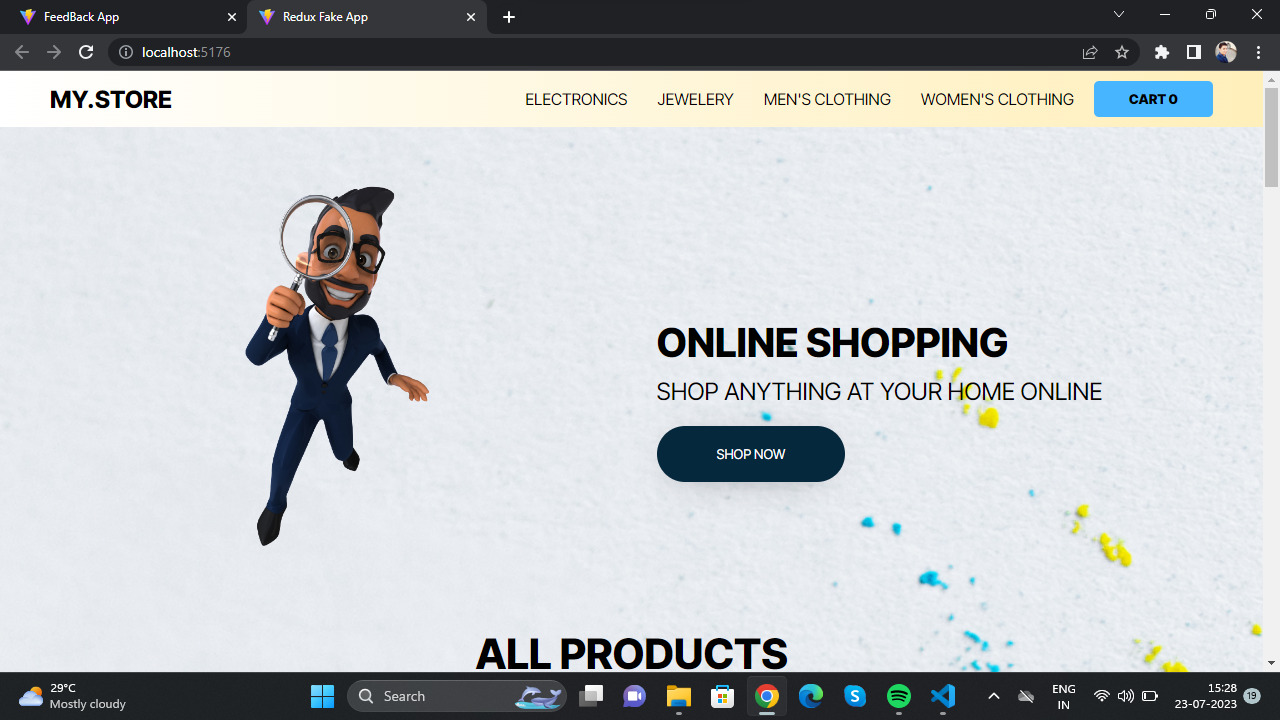 FeedBack App
Redux Fake App
localhost:5176
MY.STORE
ELECTRONICS
JEWELERY
MEN'S CLOTHING
WOMEN'S CLOTHING
CART 0
ONLINE SHOPPING
SHOP ANYTHING AT YOUR HOME ONLINE
SHOP NOW
ALL PRODUCTS
29°C
Mostly cloudy
Search
ENG
IN
15:28
23-07-2023
19